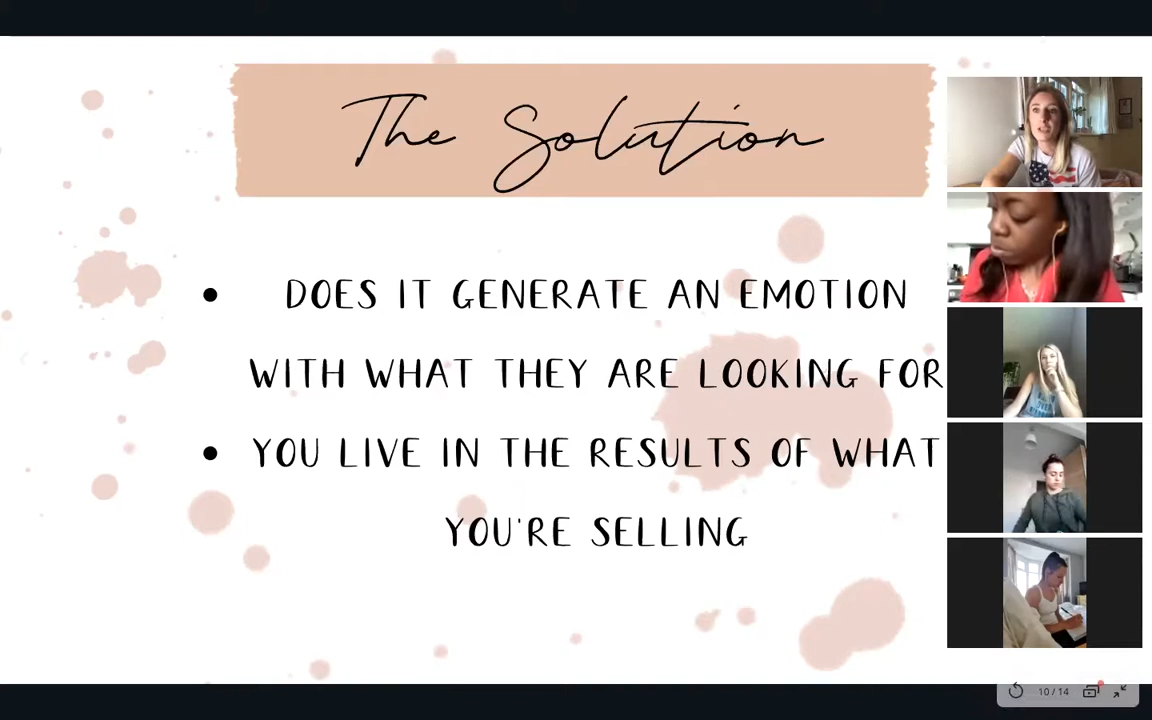 The Solution
• DOES IT GENERATE AN EMOTION
WITH WHAT THEY ARE LOOKING FOR
• YOU LIVE IN THE RESULTS OF WHAT
YOU'RE SELLING
10 / 14